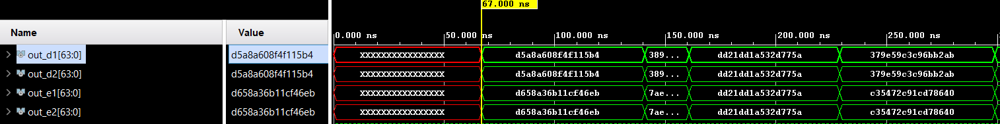 67.000 ns
Name Value
0.000 ns 50.000 ns 100.000 ns 150.000 ns 200.000 ns 250.000 ns
out_d1[63:0] d5a8a608f4f115b4 XXXXXXXXXXXXXXXX d5a8a608f4f115b4 389... dd21dd1a532d775a 379e59c3c96bb2ab
out_d2[63:0] d5a8a608f4f115b4 XXXXXXXXXXXXXXXX d5a8a608f4f115b4 389... dd21dd1a532d775a 379e59c3c96bb2ab
out_e1[63:0] d658a36b11cf46eb XXXXXXXXXXXXXXXX d658a36b11cf46eb 7ae... dd21dd1a532d775a c35472c91cd78640
out_e2[63:0] d658a36b11cf46eb XXXXXXXXXXXXXXXX d658a36b11cf46eb 7ae... dd21dd1a532d775a c35472c91cd78640